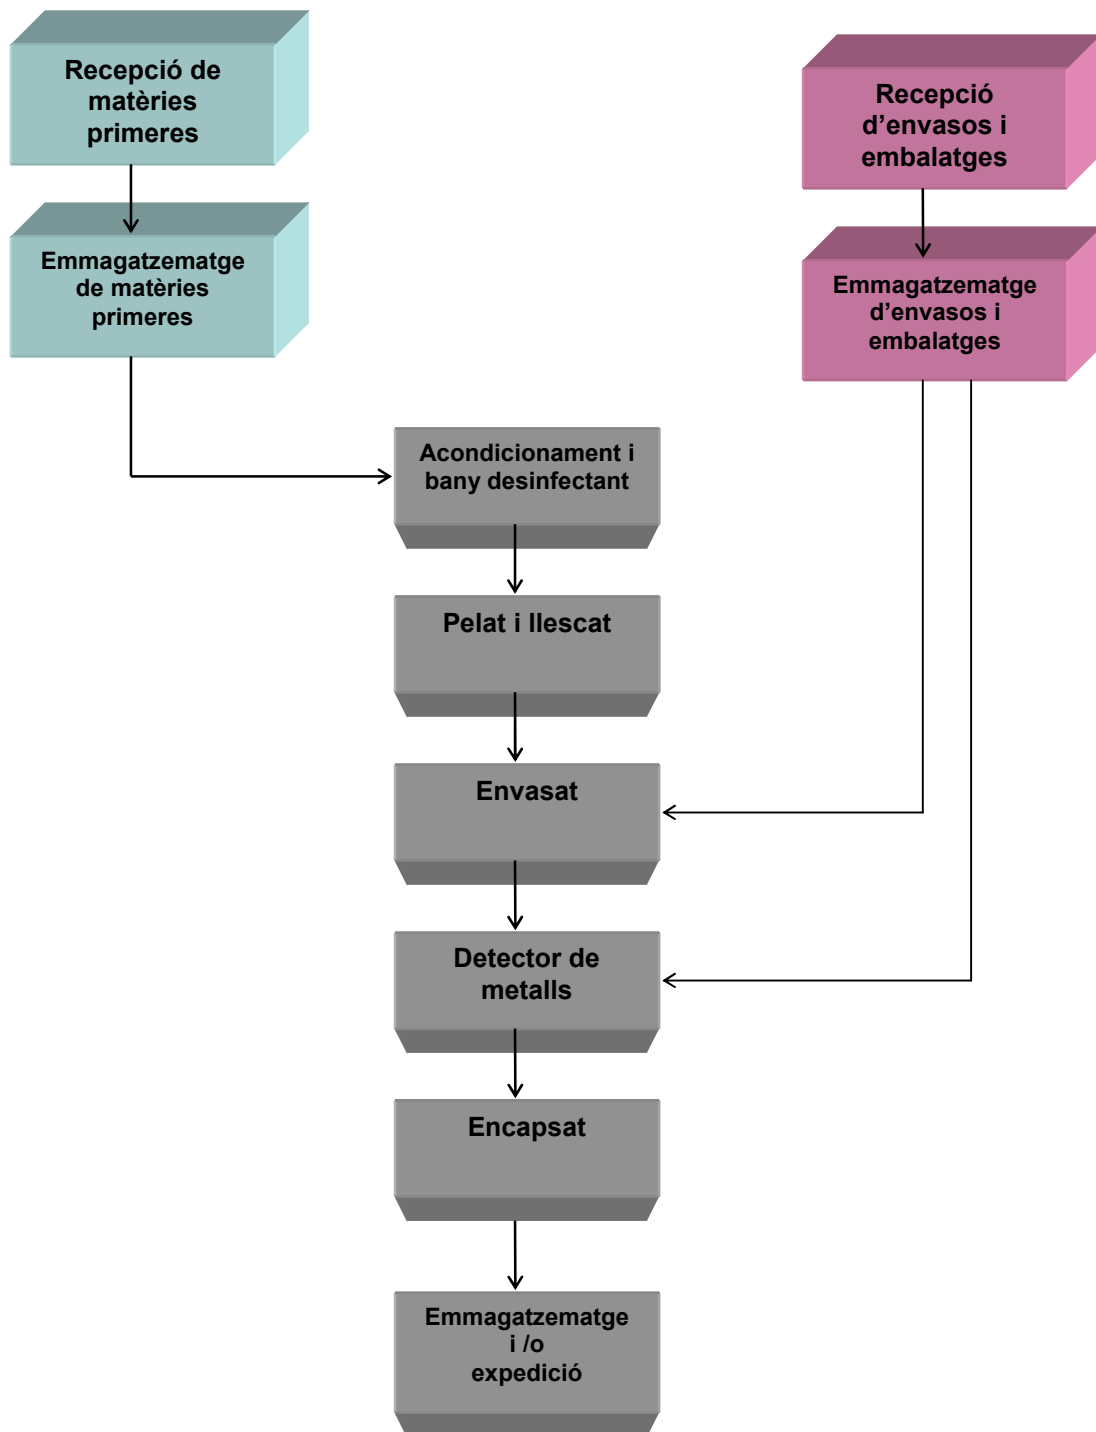 Recepció de
matèries
primeres
Recepció
d’envasos i
embalatges
Emmagatzematge
de matèries
primeres
Emmagatzematge
d’envasos i
embalatges
Acondicionament i
bany desinfectant
Pelat i llescat
Envasat
Detector de
metalls
Encapsat
Emmagatzematge
i /o
expedició